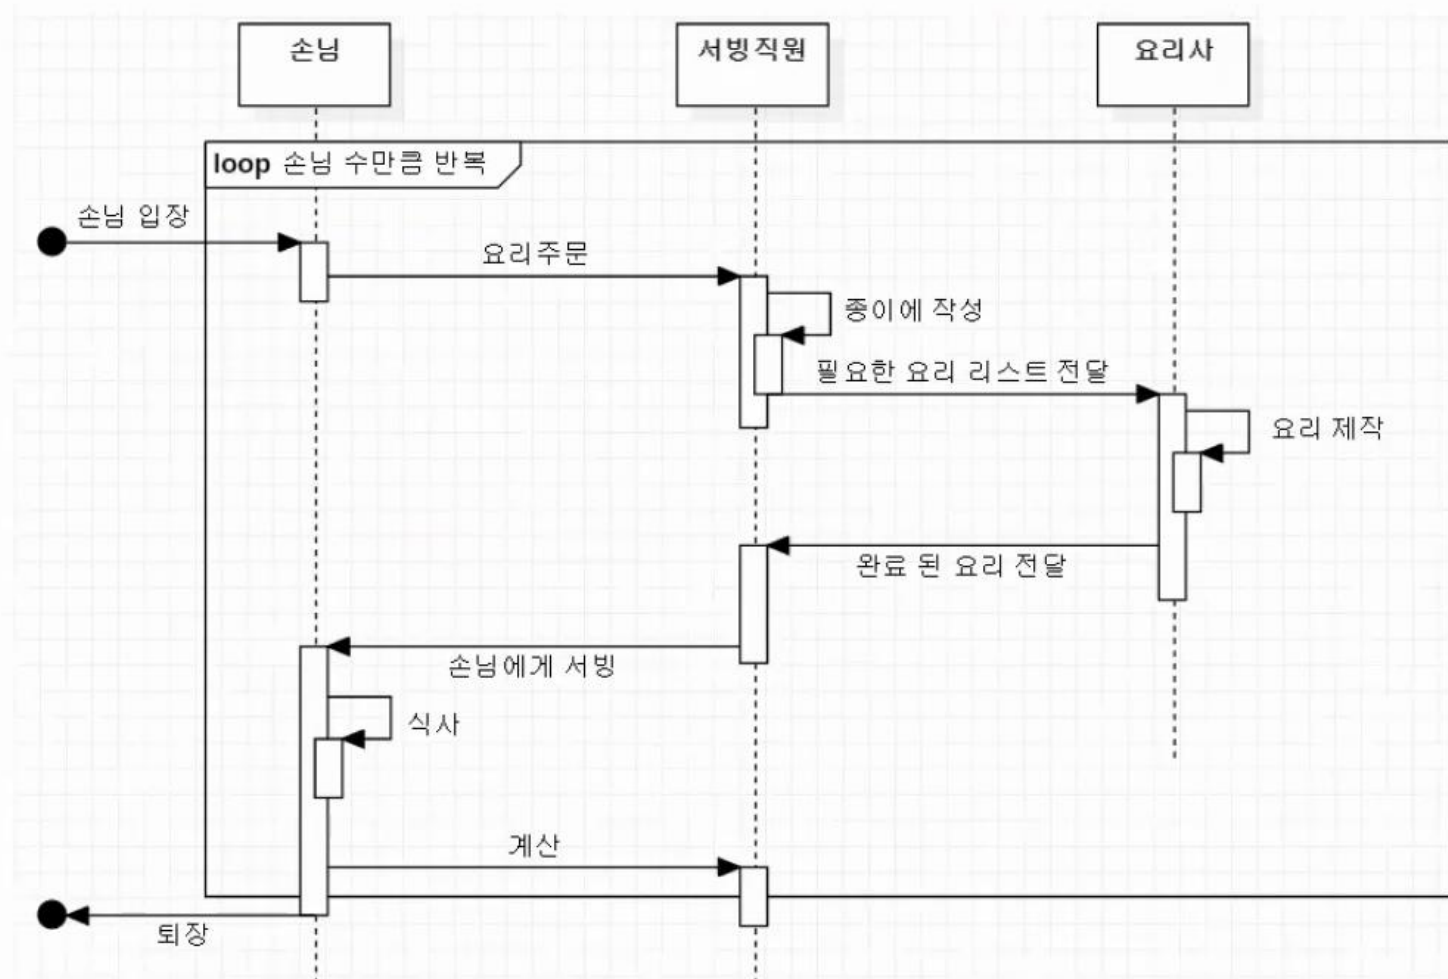 손님
서빙직원
요리사
loop 손님 수만큼 반복
손님 입장
요리주문
종이에 작성
필요한 요리 리스트 전달
요리 제작
완료 된 요리 전달
손님에게 서빙
식사
계산
퇴장